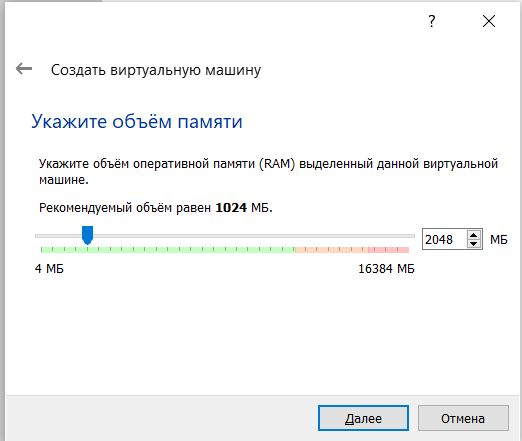 ?
Создать виртуальную машину
Укажите объём памяти
Укажите объём оперативной памяти (RAM) выделенный данной виртуальной
машине.
Рекомендуемый объём равен 1024 МБ.
2048 МБ
4 МБ 16384 МБ
Далее Отмена